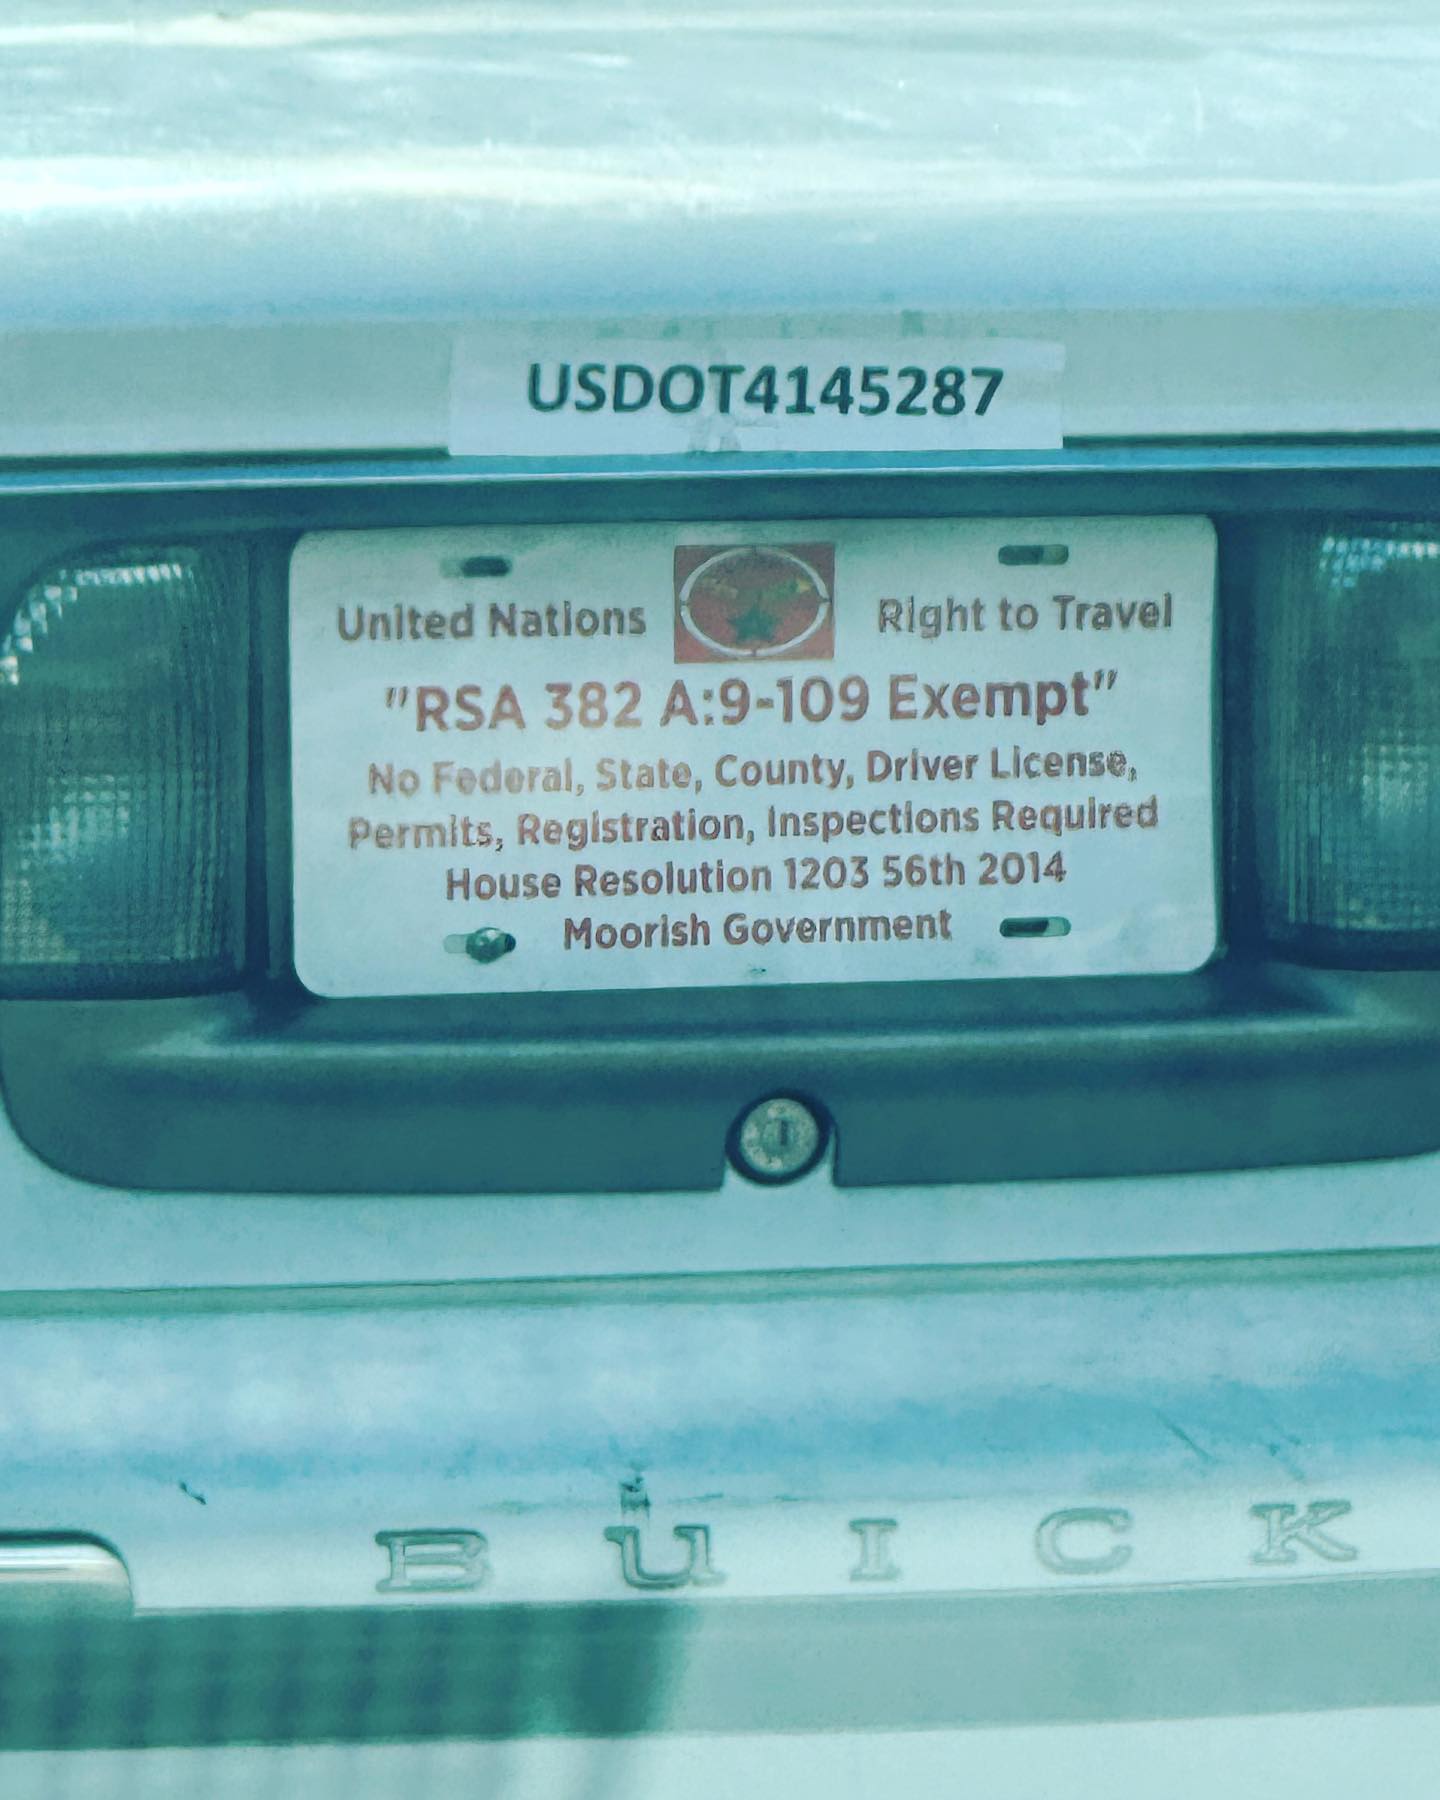 USDOT4145287
United Nations Right to Travel
"RSA 382 A:9-109 Exempt"
No Federal, State, County, Driver License,
Permits, Registration, Inspections Required
House Resolution 1203 56th 2014
Moorish Government
BUICK